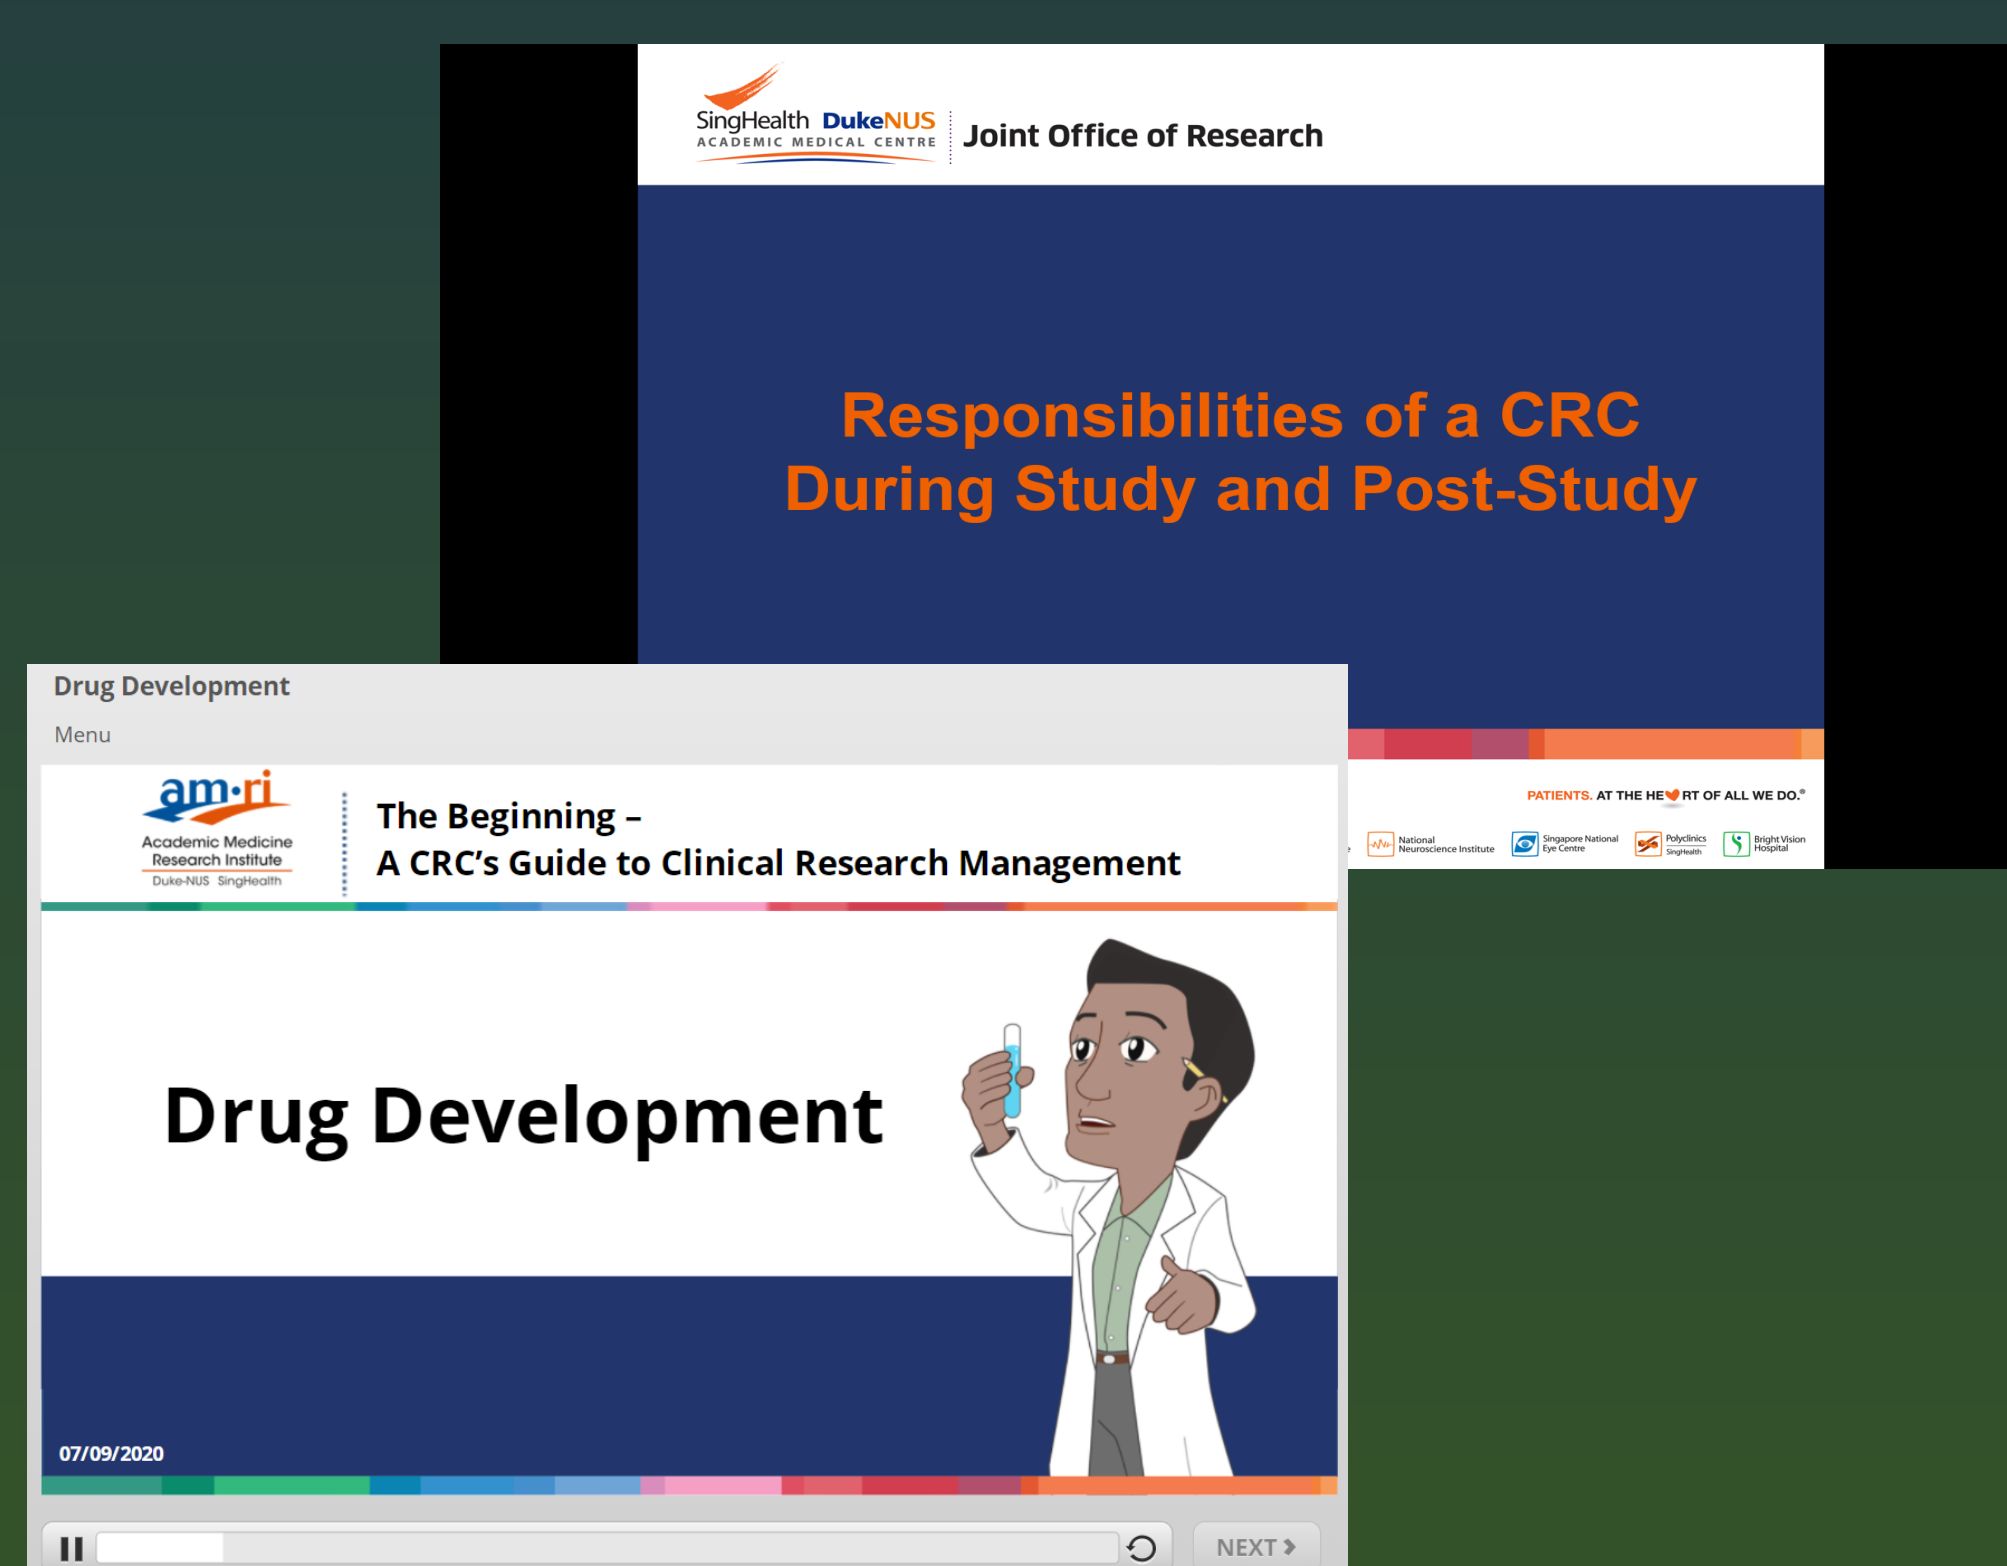 SingHealth DukeNUS
ACADEMIC MEDICAL CENTRE
Joint Office of Research
Responsibilities of a CRC
During Study and Post-Study
PATIENTS. AT THE HE RT OF ALL WE DO.®
National
Neuroscience Institute
Singapore National
Eye Centre
Polyclinics
SingHealth
Bright Vision
Hospital
Drug Development
Menu
am·ri
Academic Medicine
Research Institute
Duke-NUS SingHealth
The Beginning –
A CRC's Guide to Clinical Research Management
Drug Development
07/09/2020
NEXT